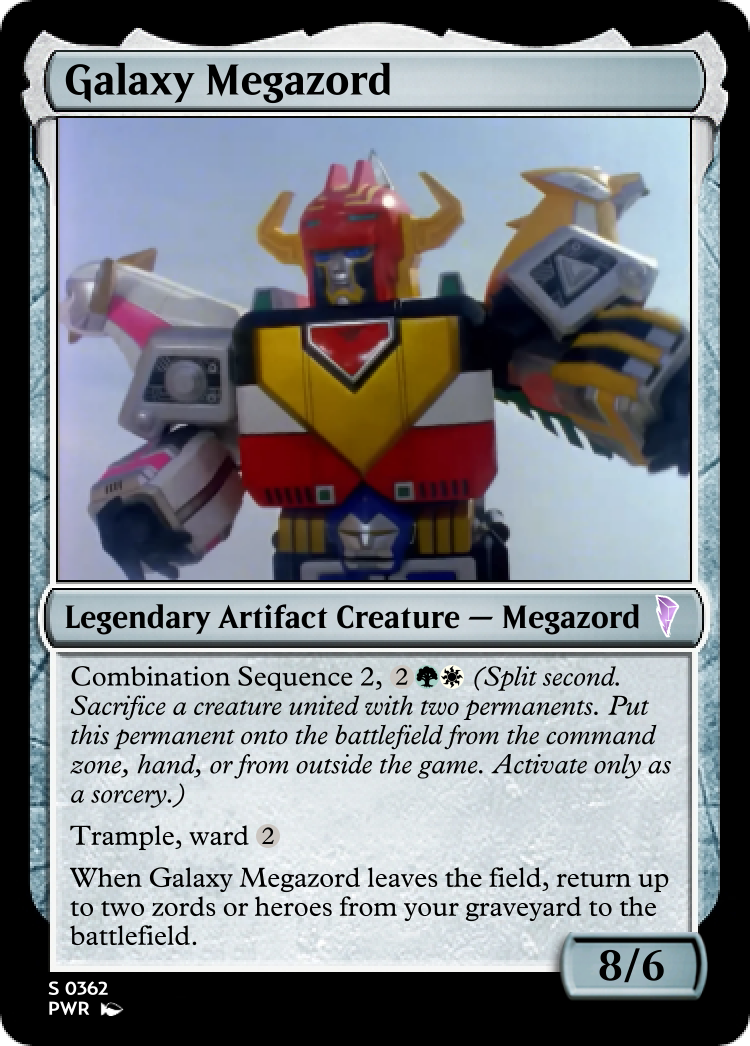 Galaxy Megazord
Legendary Artifact Creature — Megazord
Combination Sequence 2, 2 (Split second.
Sacrifice a creature united with two permanents. Put
this permanent onto the battlefield from the command
zone, hand, or from outside the game. Activate only as
a sorcery.)
Trample, ward 2
When Galaxy Megazord leaves the field, return up
to two zords or heroes from your graveyard to the
battlefield.
8/6
S 0362
PWR